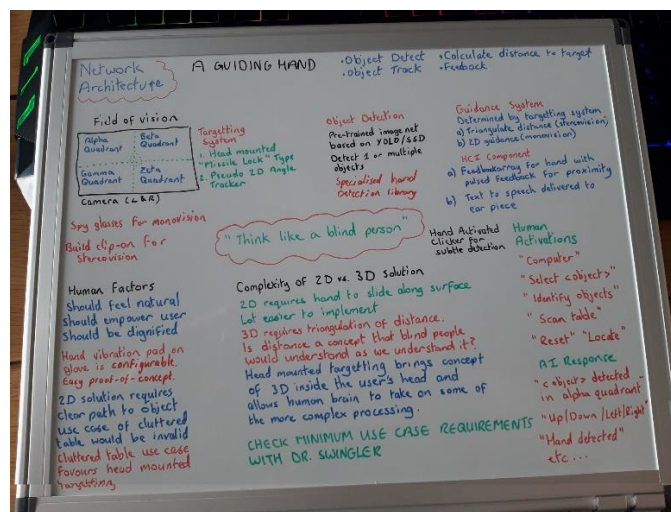 Network
Architecture
A GUIDING HAND
·Object Detect
·Object Track
·Calculate distance to target
·Feedback
Field of vision
Alpha
Quadrant
Beta
Quadrant
Gamma
Quadrant
Zeta
Quadrant
Camera (L&R)
Targetting
System
1. Head mounted
"Missile Lock" Type
2. Pseudo 2D Angle
Tracker
Object Detection
Pre-trained image net
based on YOLO/SSD
Detect 1 or multiple
objects
Specialised hand
Detection library
Guidance System
Determined by targetting system
a) Triangulate distance (stereovision)
b) 2D guidance (monovision)
HCI Component
a) Feedback array for hand with
pulsed feedback for proximity
b) Text to speech delivered to
ear piece
Spy glasses for monovision
Build clip-on for
Stereovision
"Think like a blind person"
Hand Activated
Clicker for
subtle detection
Human
Activations
"Computer"
"Select <object>"
"Identify objects"
"Scan table"
"Reset" "Locate"
AI Response
"<object> detected
in alpha quadrant"
"Up/Down/Left/Right"
"Hand detected"
etc...
Human Factors
Should feel natural
Should empower user
Should be dignified
Hand vibration pad on
glove is configurable.
Easy proof-of-concept.
2D solution requires
clear path to object
use case of cluttered
table would be invalid
cluttered table use case
favours head mounted
targetting
Complexity of 2D vs. 3D solution
2D requires hand to slide along surface
Lot easier to implement
3D requires triangulation of distance.
Is distance a concept that blind people
would understand as we understand it?
Head mounted targetting brings concept
of 3D inside the user's head and
allows human brain to take on some of
the more complex processing.
CHECK MINIMUM USE CASE REQUIREMENTS
WITH DR. SWINGLER